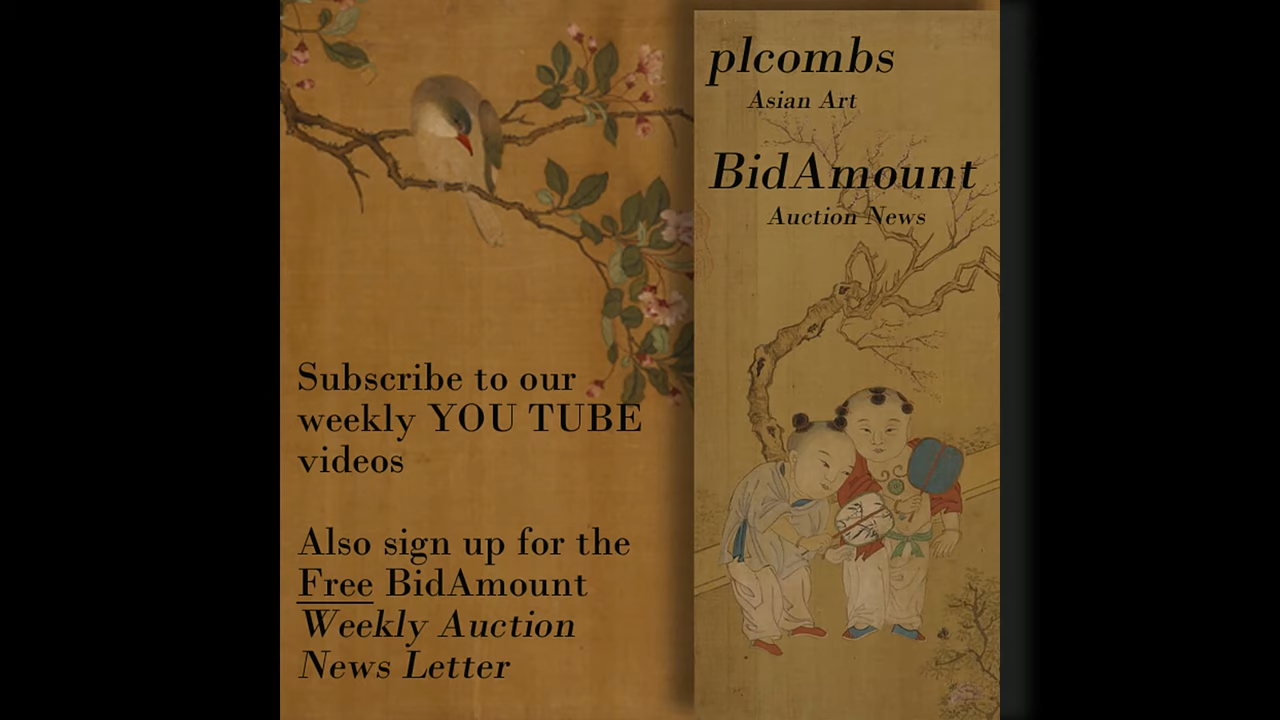 plcombs
Asian Art
BidAmount
Auction News
Subscribe to our
weekly YOU TUBE
videos
Also sign up for the
Free BidAmount
Weekly Auction
News Letter